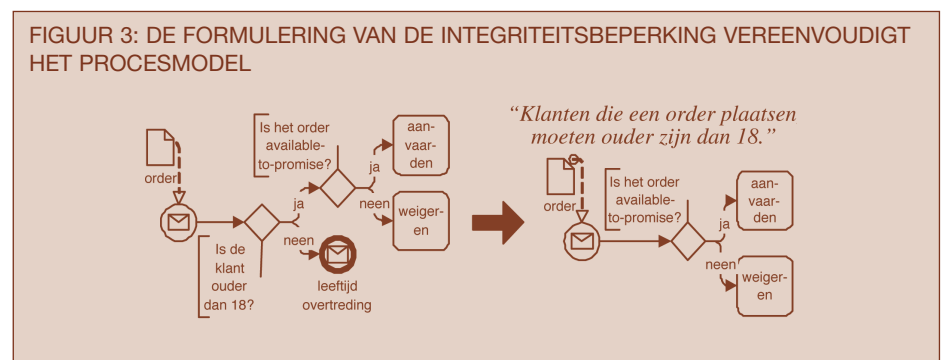 FIGUUR 3: DE FORMULERING VAN DE INTEGRITEITSBEPERKING VEREENVOUDIGT
HET PROCESMODEL
order
Is het order
available-
to-promise?
ja
aan-
vaar-
den
neen
weiger-
en
ja
neen
Is de
klant
ouder
dan 18?
leeftijd
overtreding
“Klanten die een order plaatsen
moeten ouder zijn dan 18.”
order
Is het order
available-
to-promise?
ja
aan-
vaar-
den
neen
weiger-
en